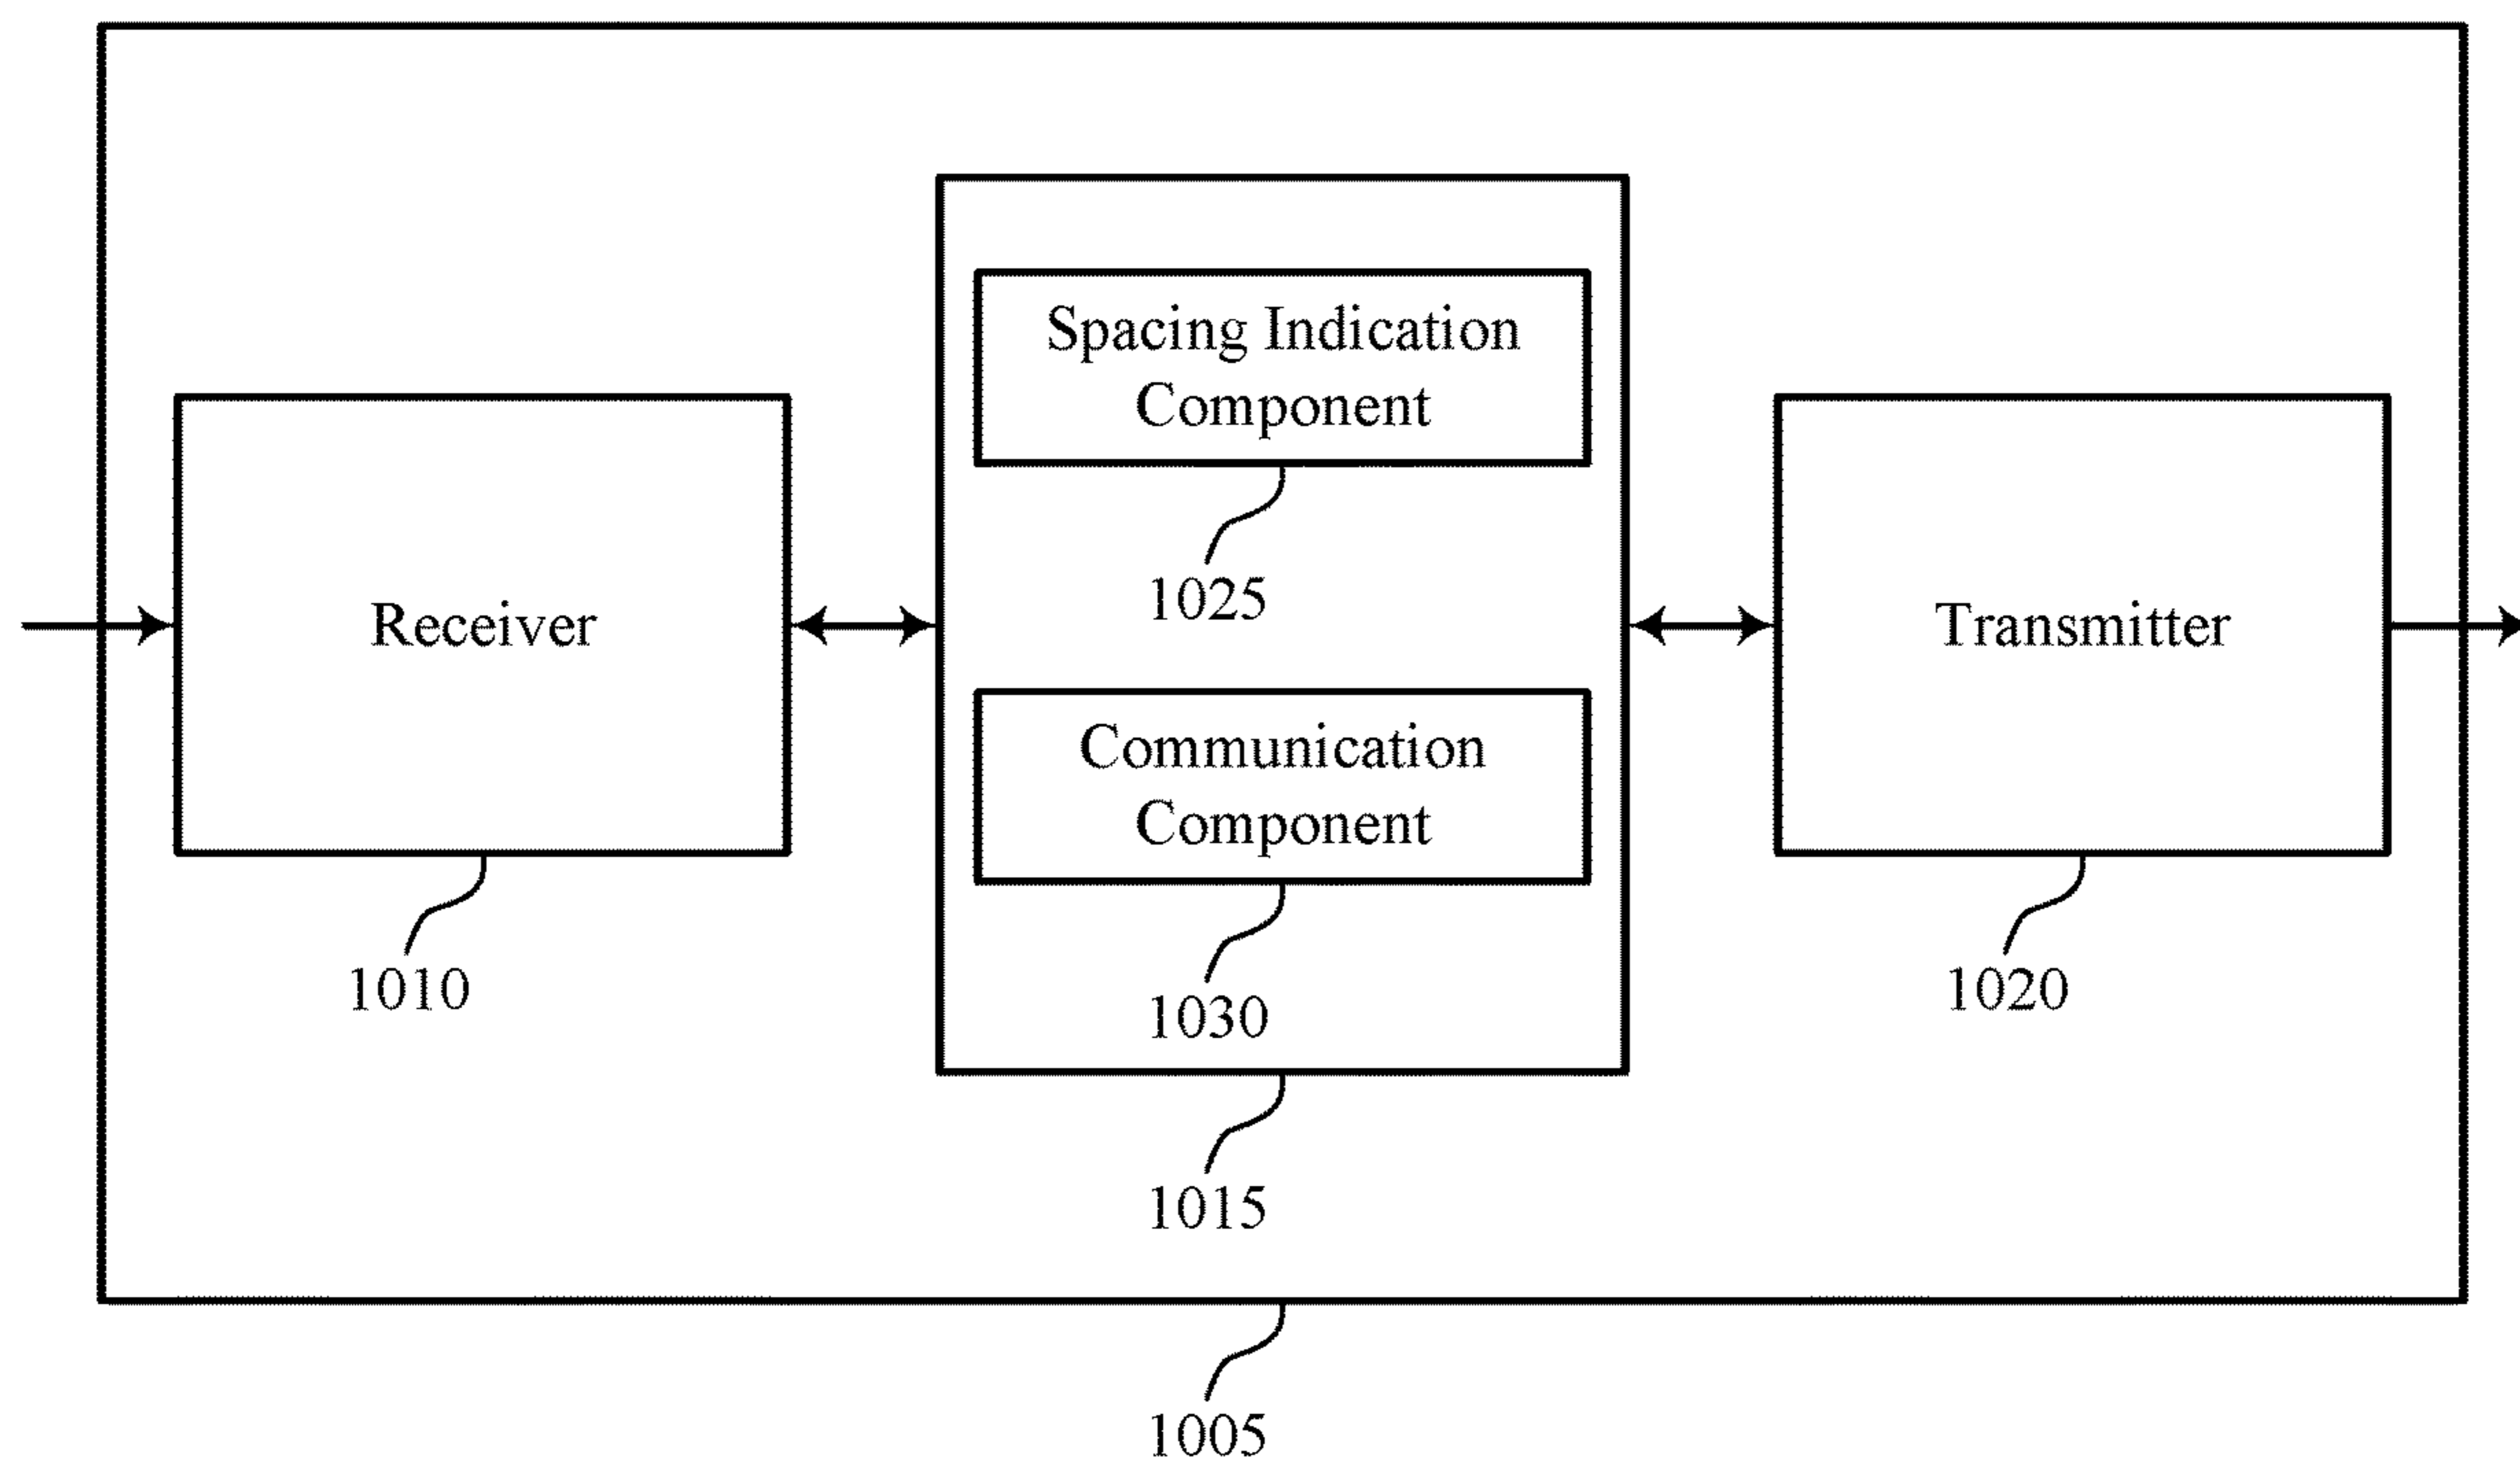 Spacing Indication
Component
1025
Receiver
1010
Communication
Component
1030
1015
Transmitter
1020
1005